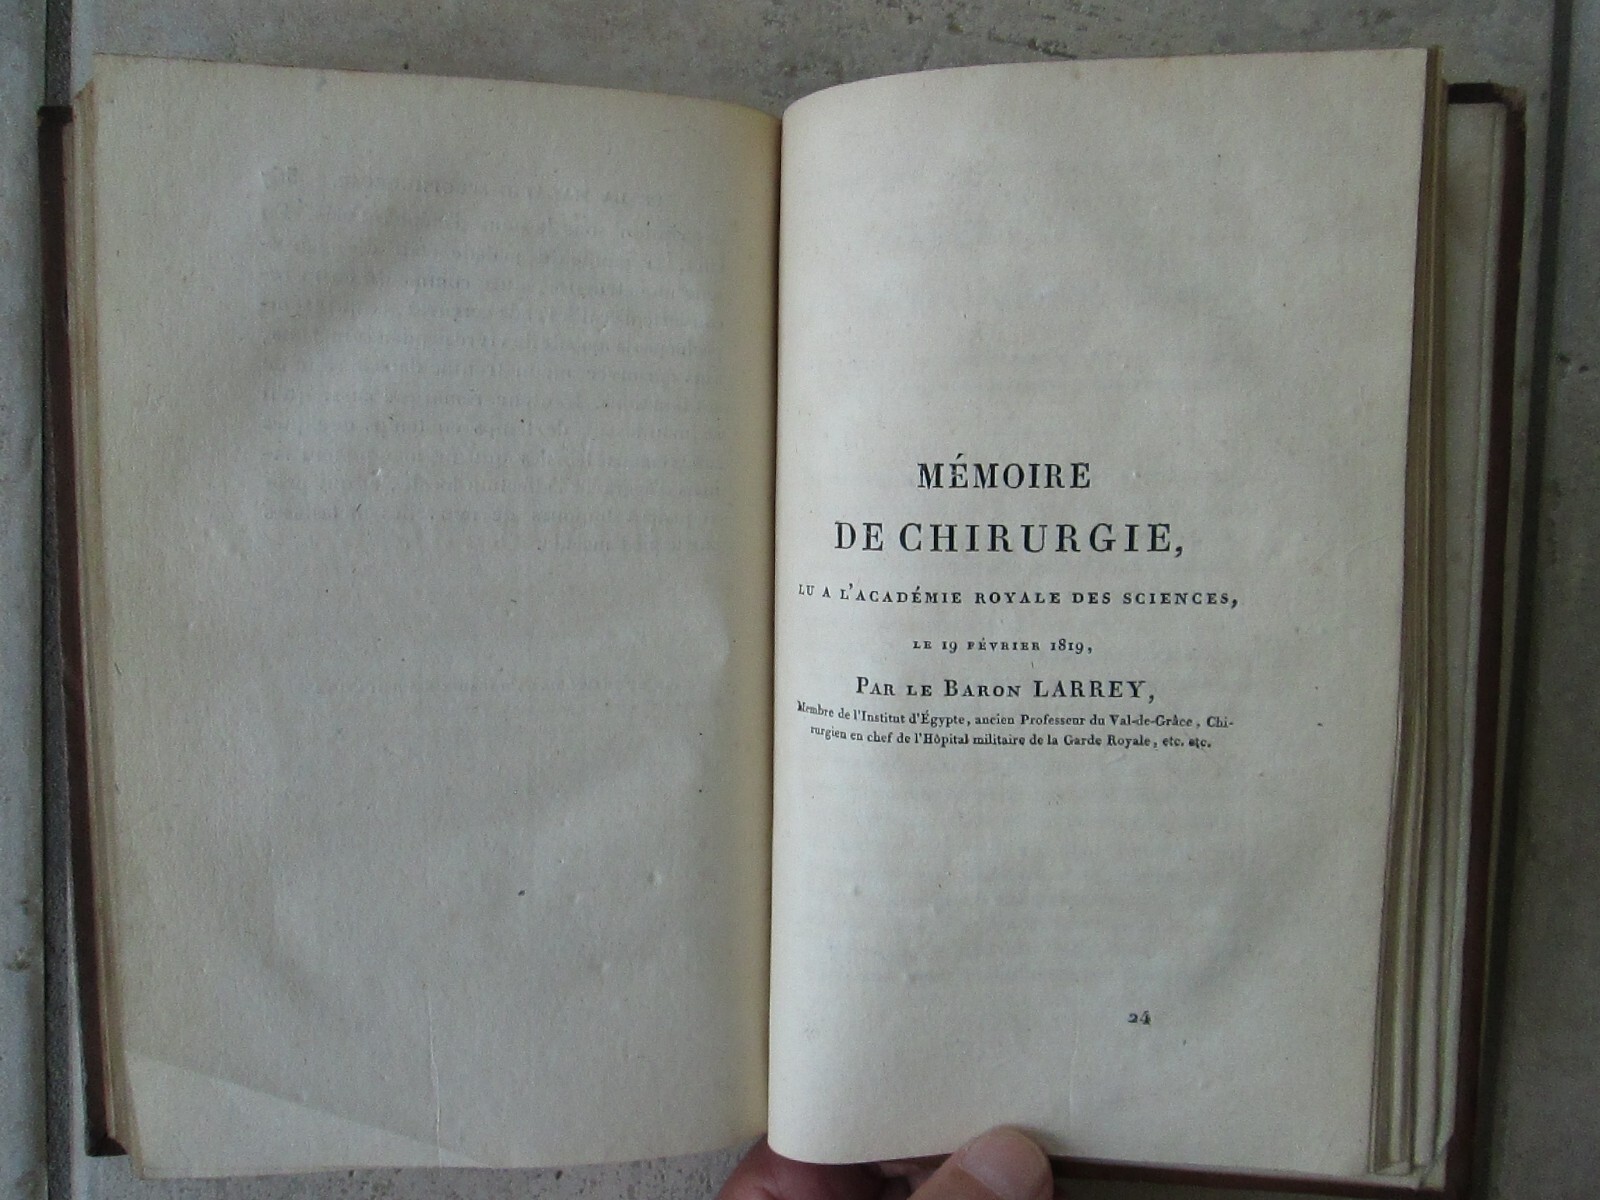 MÉMOIRE
DE CHIRURGIE,
LU A L'ACADÉMIE ROYALE DES SCIENCES,
LE 19 FÉVRIER 1819,
PAR LE BARON LARREY,
Membre de l'Institut d'Égypte, ancien Professeur du Val-de-Grâce, Chi-
rurgien en chef de l'Hôpital militaire de la Garde Royale, etc. etc.
24